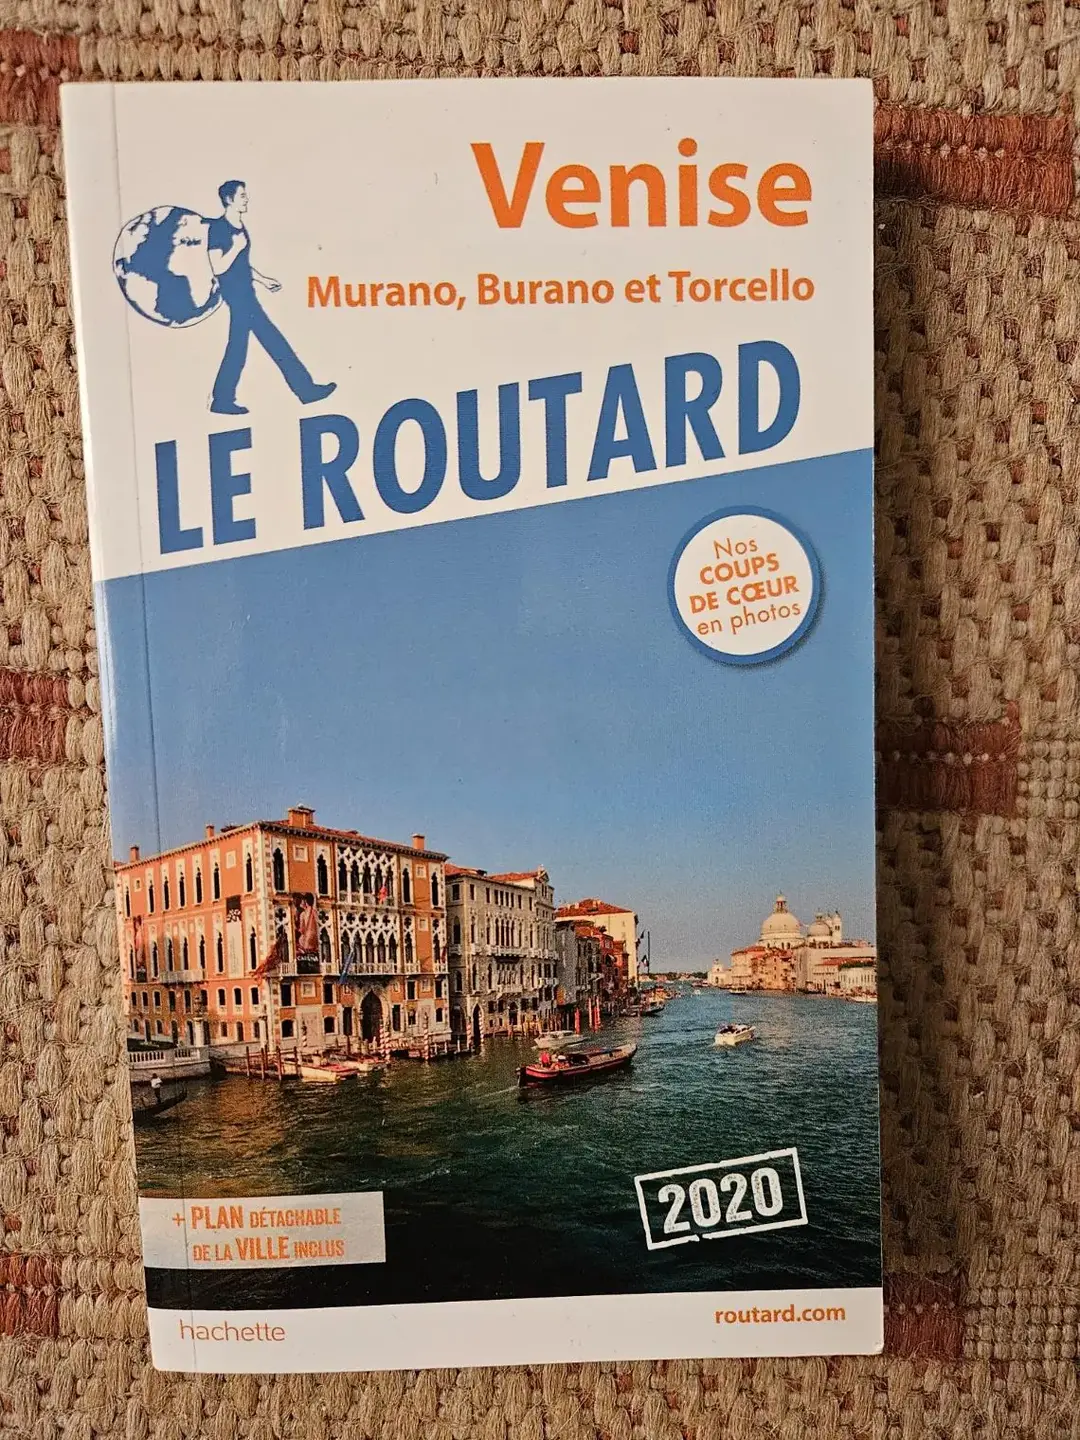 Venise
Murano, Burano et Torcello
LE ROUTARD
Nos
COUPS
DE CŒUR
en photos
2020
+ PLAN DÉTACHABLE
DE LA VILLE INCLUS
hachette
routard.com